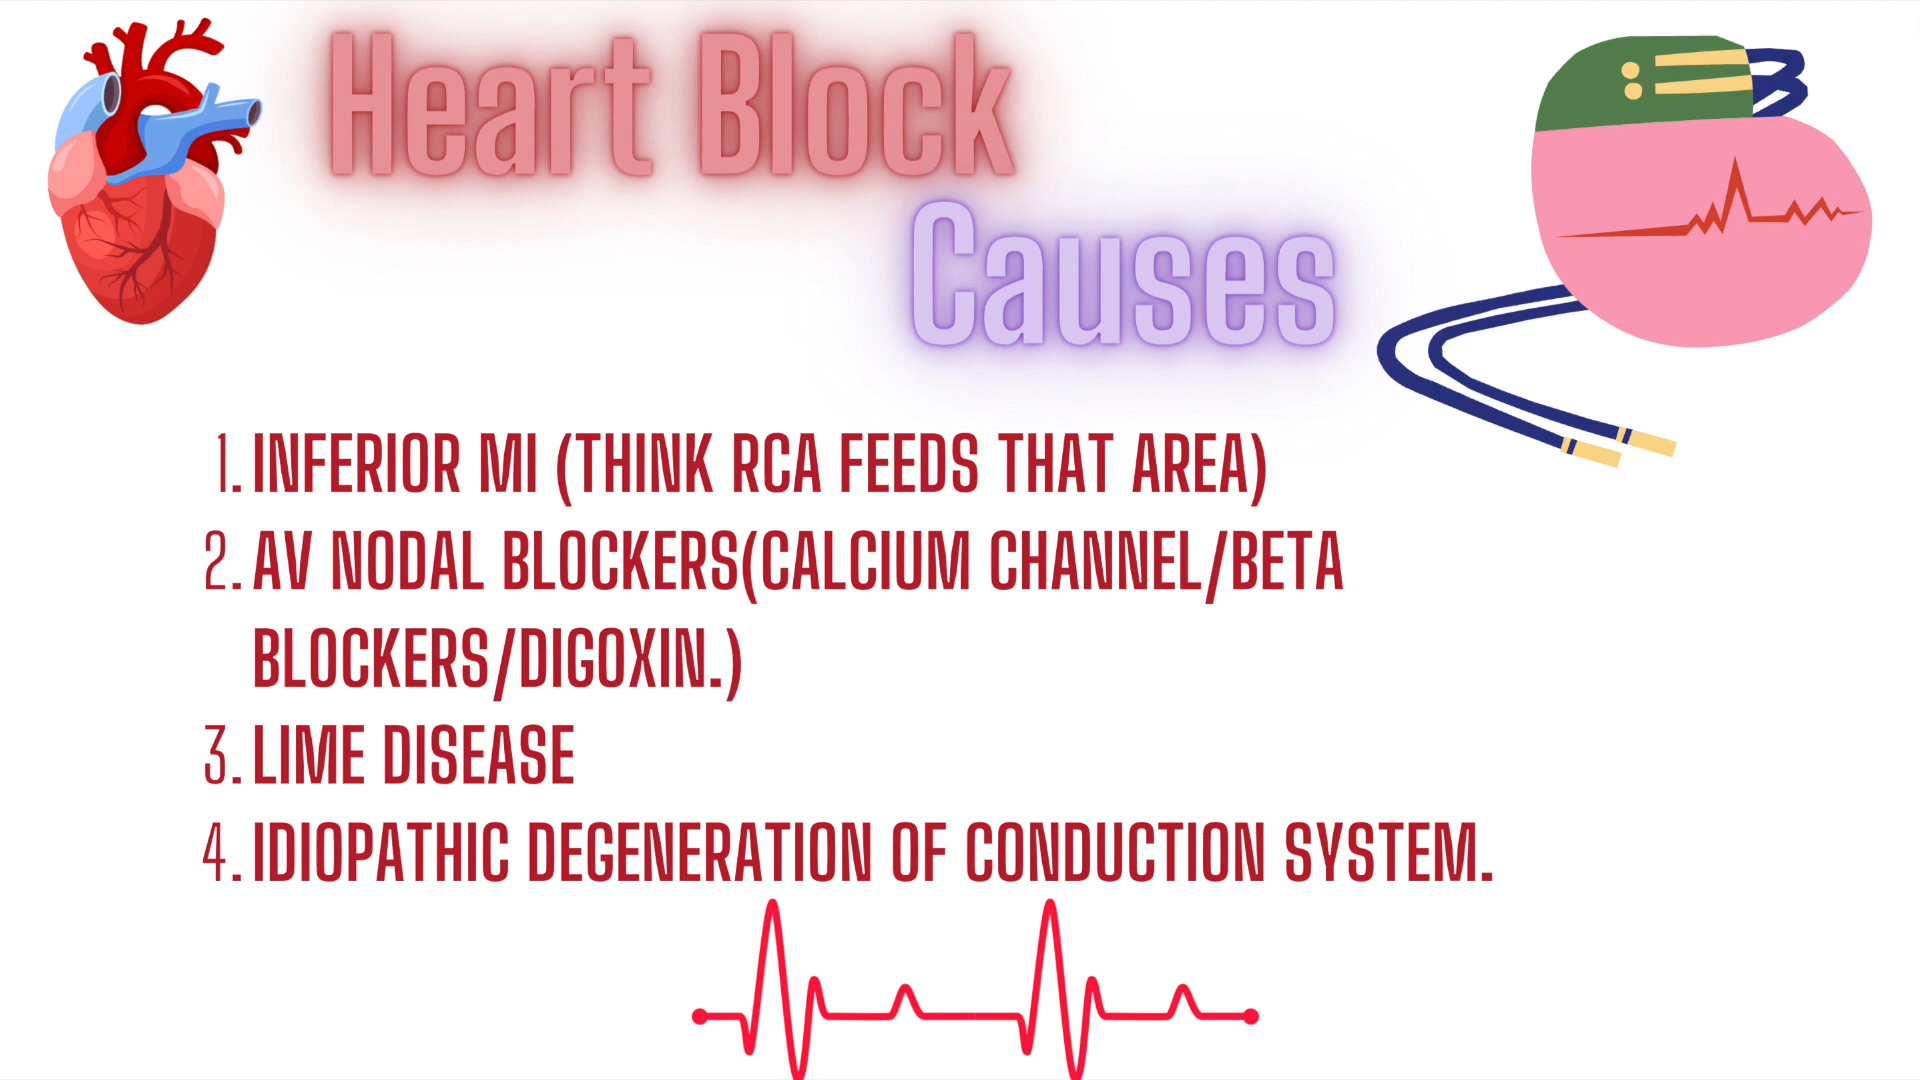 Heart Block
Causes
1. INFERIOR MI (THINK RCA FEEDS THAT AREA)
2. AV NODAL BLOCKERS(CALCIUM CHANNEL/BETA
BLOCKERS/DIGOXIN.)
3. LIME DISEASE
4. IDIOPATHIC DEGENERATION OF CONDUCTION SYSTEM.